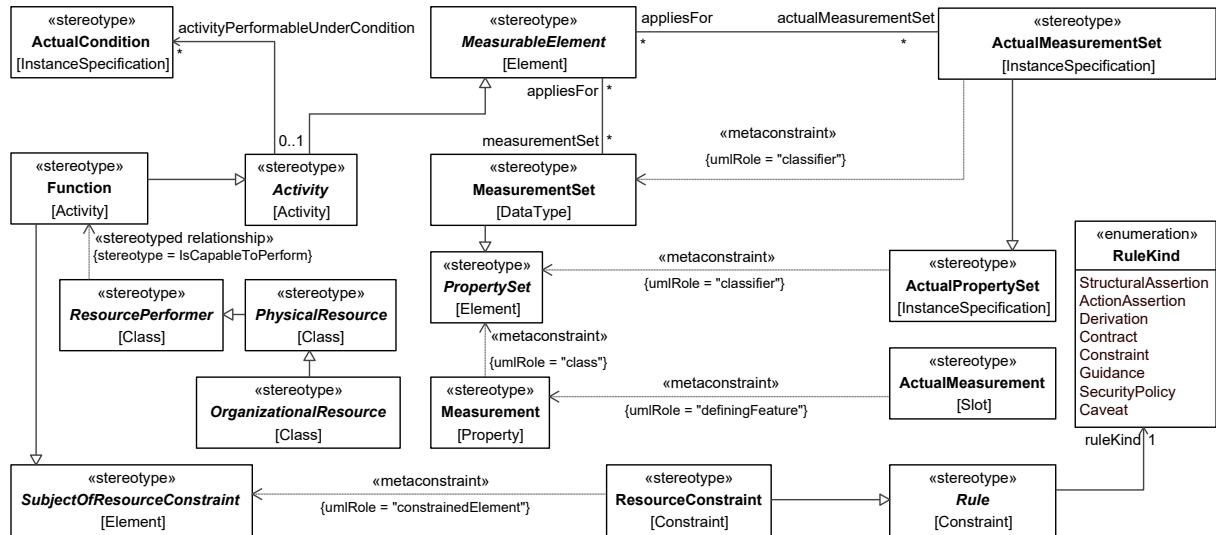 «stereotype»
ActualCondition
[InstanceSpecification]
activityPerformableUnderCondition
*
0..1
«stereotype»
MeasurableElement
[Element]
appliesFor
*
actualMeasurementSet
*
«stereotype»
ActualMeasurementSet
[InstanceSpecification]
appliesFor
*
measurementSet
*
«metaconstraint»
{umlRole = "classifier"}
«stereotype»
Function
[Activity]
«stereotype»
Activity
[Activity]
«stereotype»
MeasurementSet
[DataType]
«stereotyped relationship»
{stereotype = IsCapableToPerform}
«stereotype»
ResourcePerformer
[Class]
«stereotype»
PhysicalResource
[Class]
«stereotype»
OrganizationalResource
[Class]
«stereotype»
PropertySet
[Element]
«metaconstraint»
{umlRole = "classifier"}
«stereotype»
ActualPropertySet
[InstanceSpecification]
«metaconstraint»
{umlRole = "class"}
«stereotype»
Measurement
[Property]
«metaconstraint»
{umlRole = "definingFeature"}
«stereotype»
ActualMeasurement
[Slot]
«enumeration»
RuleKind
StructuralAssertion
ActionAssertion
Derivation
Contract
Constraint
Guidance
SecurityPolicy
Caveat
ruleKind 1
«stereotype»
SubjectOfResourceConstraint
[Element]
«metaconstraint»
{umlRole = "constrainedElement"}
«stereotype»
ResourceConstraint
[Constraint]
«stereotype»
Rule
[Constraint]